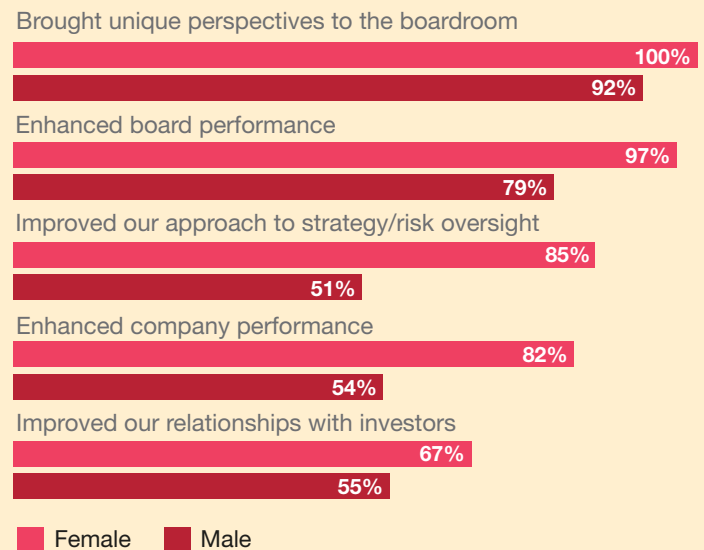 Brought unique perspectives to the boardroom
100%
92%
Enhanced board performance
97%
79%
Improved our approach to strategy/risk oversight
85%
51%
Enhanced company performance
82%
54%
Improved our relationships with investors
67%
55%
Female Male